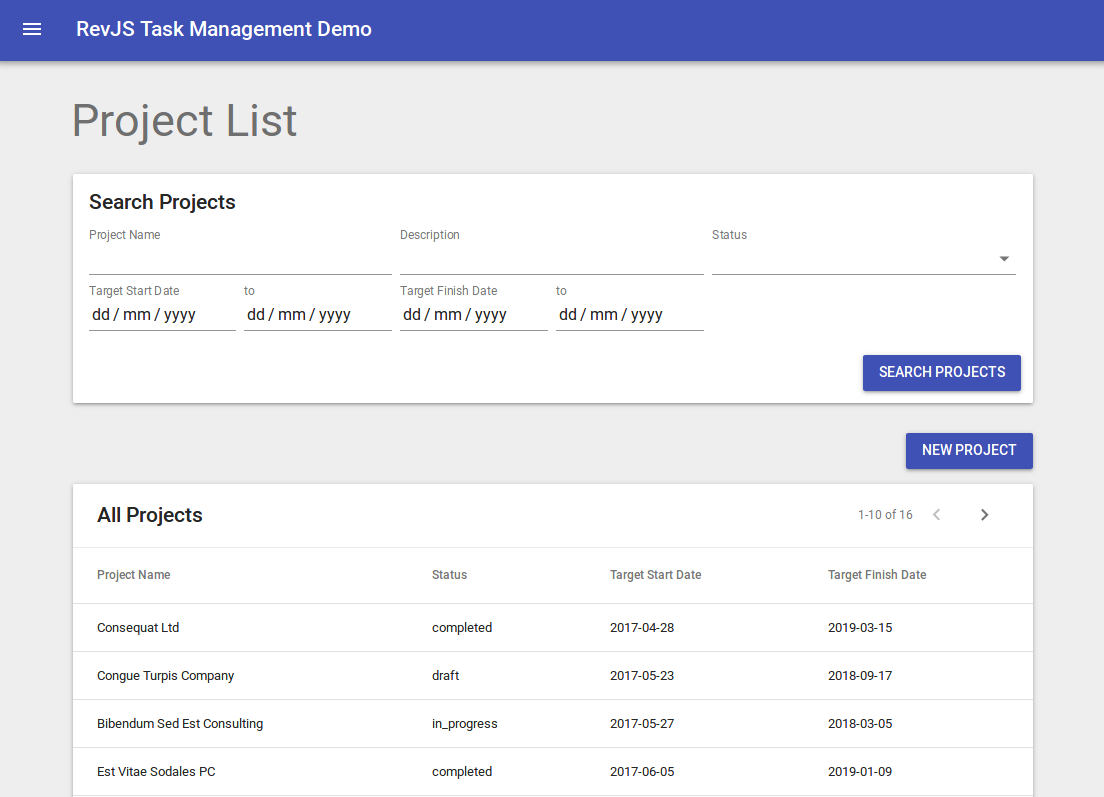 RevJS Task Management Demo
Project List
Search Projects
Project Name Description Status
Target Start Date to Target Finish Date to
dd / mm / yyyy dd / mm / yyyy dd / mm / yyyy dd / mm / yyyy
SEARCH PROJECTS
NEW PROJECT
All Projects 1-10 of 16
Project Name Status Target Start Date Target Finish Date
Consequat Ltd completed 2017-04-28 2019-03-15
Congue Turpis Company draft 2017-05-23 2018-09-17
Bibendum Sed Est Consulting in_progress 2017-05-27 2018-03-05
Est Vitae Sodales PC completed 2017-06-05 2019-01-09